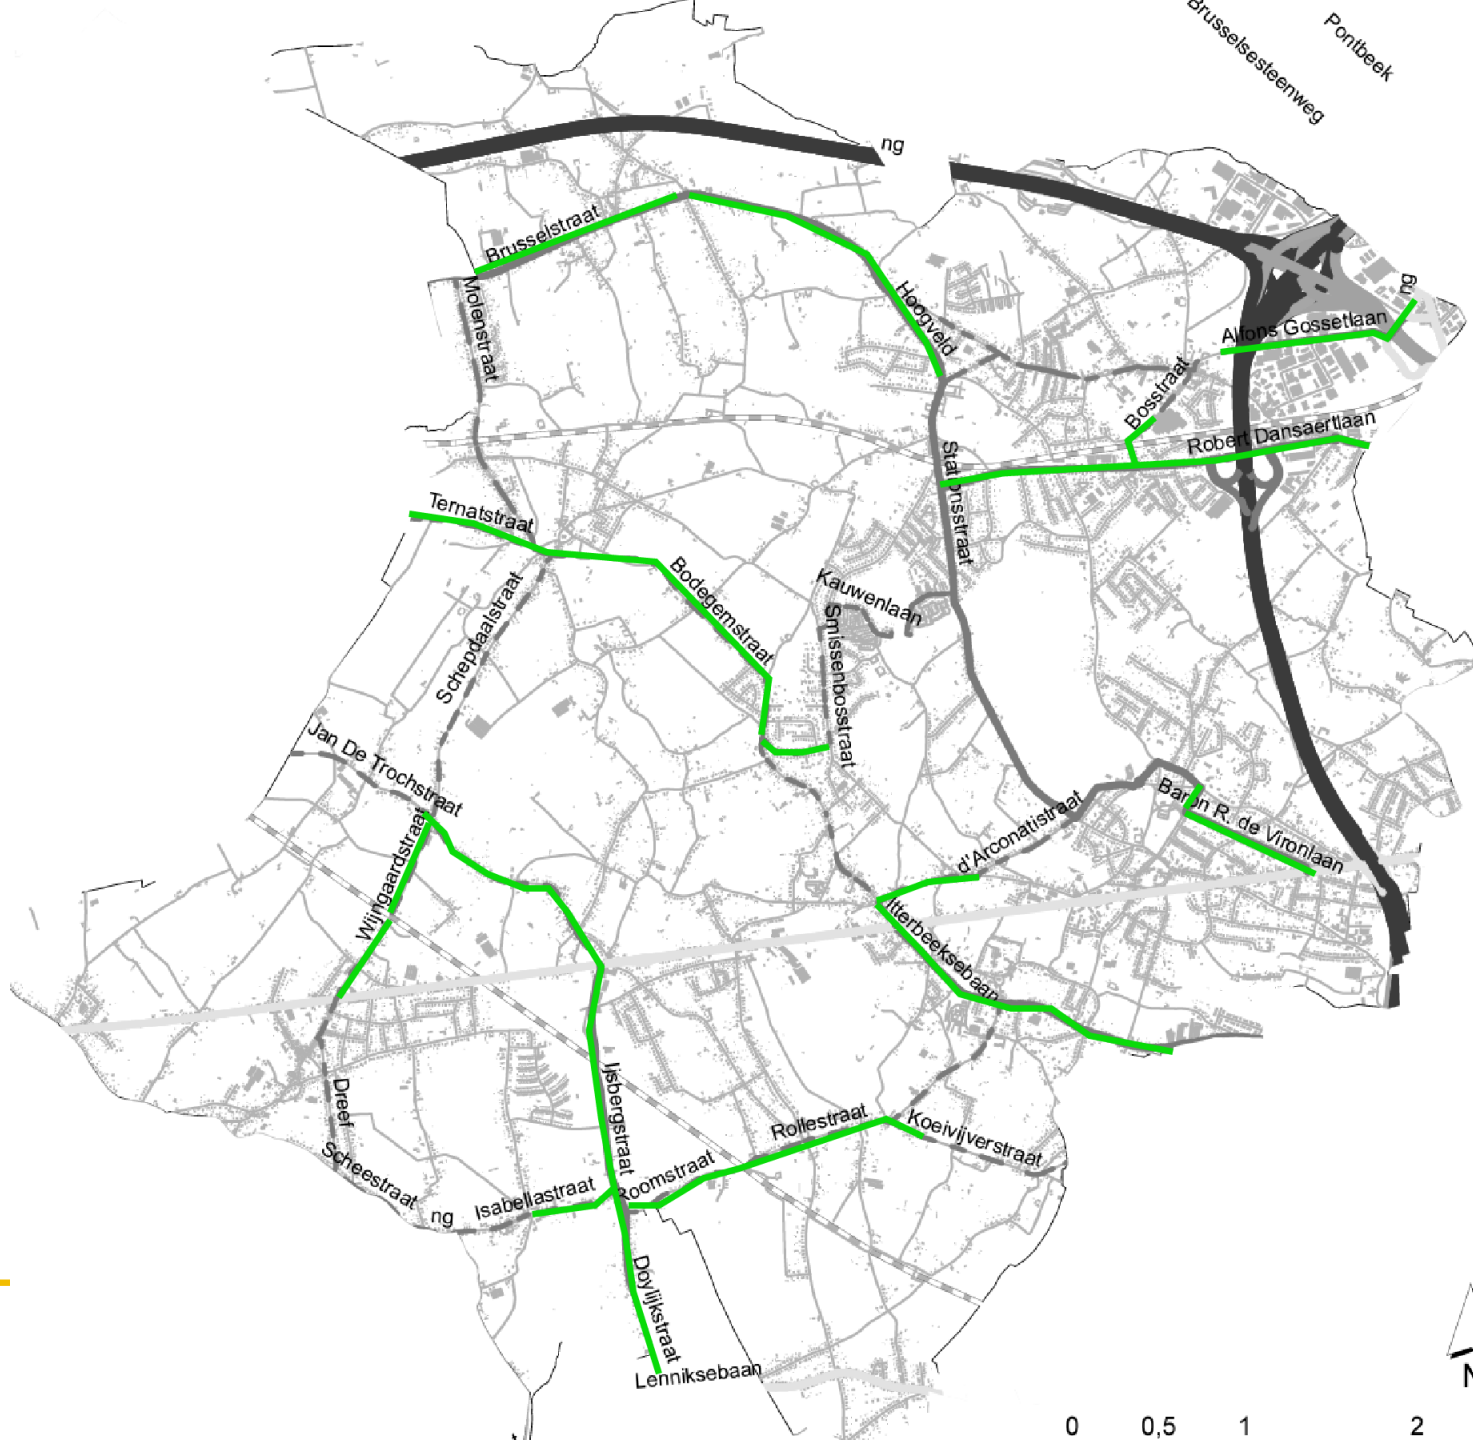 Brusselsesteenweg
Pontbeek
ng
Brusselstraat
Molenstraat
Hoogveld
ng
Alfons Gossetlaan
Bosstraat
Robert Dansaertlaan
Stationsstraat
Ternatstraat
Bodegemstraat
Kauwenlaan
Smissenbosstraat
Schepdaalstraat
Jan De Trochstraat
Baron R. de Vironlaan
d'Arconatistraat
Wijngaardstraat
Itterbeeksebaan
Ijsbergstraat
Dreef
Rollestraat
Koeivijverstraat
Scheestraat
Roomstraat
Isabellastraat
ng
Doylijkstraat
Lenniksebaan
N
0 0,5 1 2